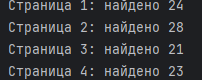 Страница 1: найдено 24
Страница 2: найдено 28
Страница 3: найдено 21
Страница 4: найдено 23